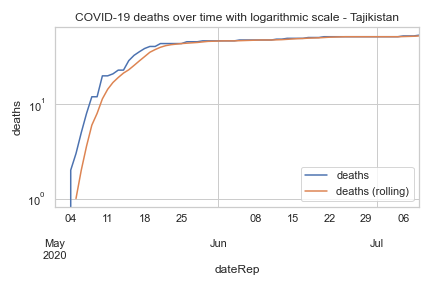 COVID-19 deaths over time with logarithmic scale - Tajikistan
deaths
10¹
10⁰
deaths
deaths (rolling)
04 11 18 25 08 15 22 29 06
May Jun Jul
2020
dateRep